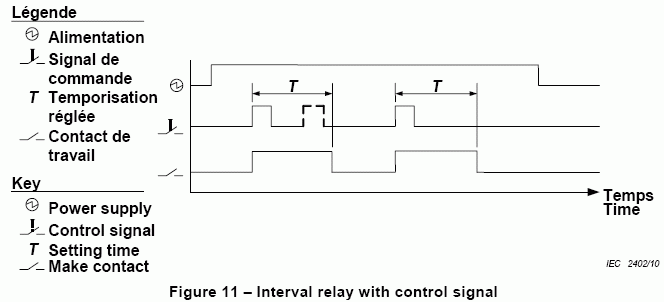 Légende
Alimentation
Signal de
commande
T Temporisation
réglée
Contact de
travail
Key
Power supply
Control signal
T Setting time
Make contact
T
T
Temps
Time
IEC 2402/10
Figure 11 – Interval relay with control signal